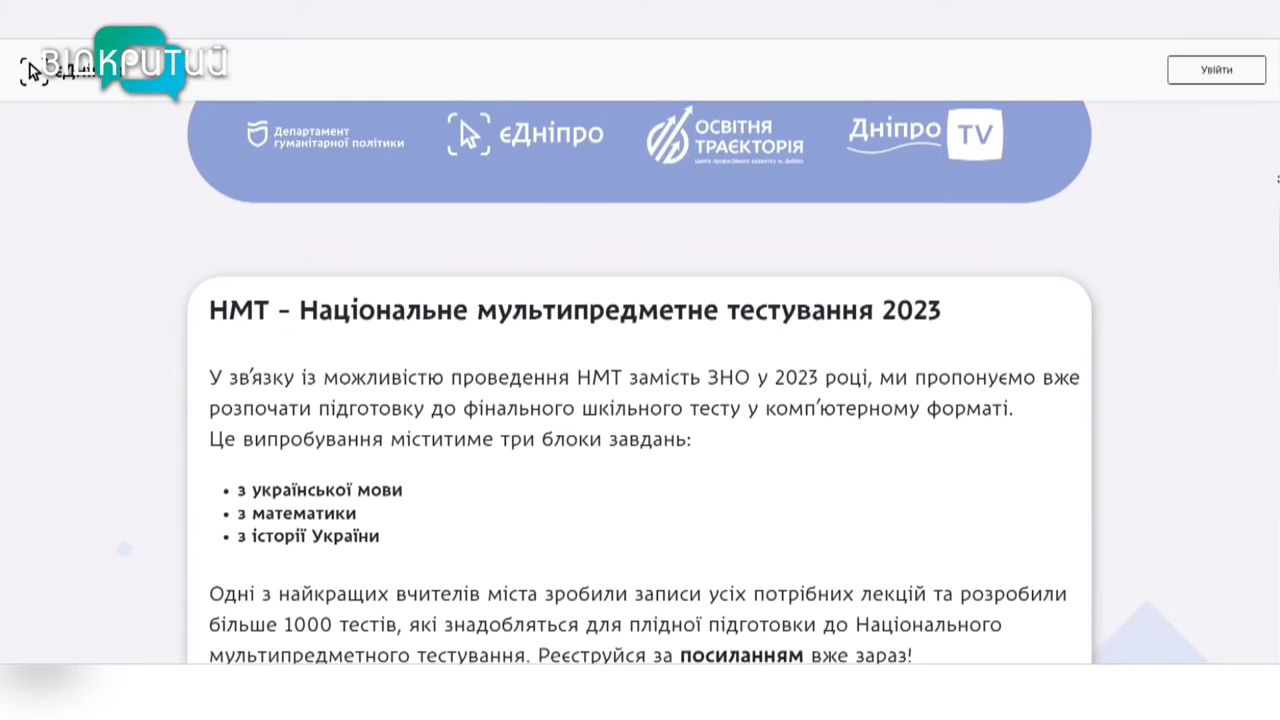 ВІДКРИТИЙ
Увійти
Департамент
гуманітарної політики
єДніпро
ОСВІТНЯ
ТРАЄКТОРІЯ
Центр професійного розвитку м. Дніпро
Дніпро TV
НМТ - Національне мультипредметне тестування 2023
У зв'язку із можливістю проведення НМТ замість ЗНО у 2023 році, ми пропонуємо вже
розпочати підготовку до фінального шкільного тесту у комп'ютерному форматі.
Це випробування міститиме три блоки завдань:
• з української мови
• з математики
• з історії України
Одні з найкращих вчителів міста зробили записи усіх потрібних лекцій та розробили
більше 1000 тестів, які знадобляться для плідної підготовки до Національного
мультипредметного тестування. Реєструйся за посиланням вже зараз!